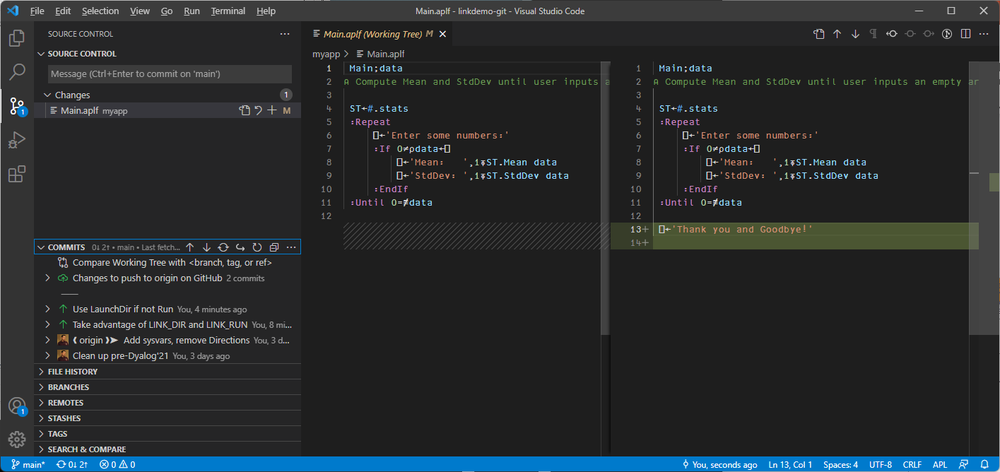 File Edit Selection View Go Run Terminal Help
Main.aplf - linkdemo-git - Visual Studio Code
SOURCE CONTROL
SOURCE CONTROL
Message (Ctrl+Enter to commit on 'main')
Changes 1
Main.aplf myapp M
1
COMMITS 0↓ 2↑ • main • Last fetch...
Compare Working Tree with <branch, tag, or ref>
Changes to push to origin on GitHub 2 commits
Use LaunchDir if not Run You, 4 minutes ago
Take advantage of LINK_DIR and LINK_RUN You, 8 mi...
❰ origin ❱➤ Add sysvars, remove Directions You, 3 d...
Clean up pre-Dyalog'21 You, 3 days ago
FILE HISTORY
BRANCHES
REMOTES
STASHES
TAGS
SEARCH & COMPARE
1
Main.aplf (Working Tree) M
myapp > Main.aplf
1 Main;data
2 ⍝ Compute Mean and StdDev until user inputs a
3
4 ST←#.stats
5 :Repeat
6 ⎕←'Enter some numbers:'
7 :If 0≠⍴data←⎕
8 ⎕←'Mean:   ',1⍕ST.Mean data
9 ⎕←'StdDev: ',1⍕ST.StdDev data
10 :EndIf
11 :Until 0=≢data
12
1 Main;data
2 ⍝ Compute Mean and StdDev until user inputs an empty ar
3
4 ST←#.stats
5 :Repeat
6 ⎕←'Enter some numbers:'
7 :If 0≠⍴data←⎕
8 ⎕←'Mean:   ',1⍕ST.Mean data
9 ⎕←'StdDev: ',1⍕ST.StdDev data
10 :EndIf
11 :Until 0=≢data
12
13+ ⎕←'Thank you and Goodbye!'
14+
main* 0↓ 2↑ 0 0
You, seconds ago Ln 13, Col 1 Spaces: 4 UTF-8 CRLF APL